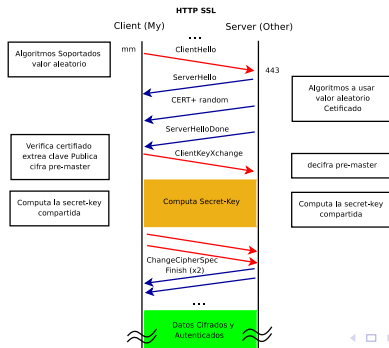 HTTP SSL
Client (My)
Server (Other)
...
mm
ClientHello
Algoritmos Soportados
valor aleatorio
443
ServerHello
CERT+ random
Algoritmos a usar
valor aleatorio
Cetificado
ServerHelloDone
Verifica certifiado
extrea clave Publica
cifra pre-master
ClientKeyXchange
decifra pre-master
Computa la secret-key
compartida
Computa Secret-Key
Computa la secret-key
compartida
ChangeCipherSpec
Finish (x2)
...
Datos Cifrados y
Autenticados